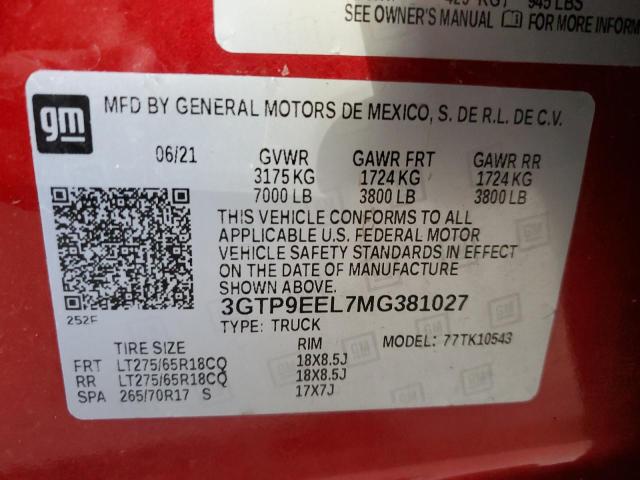 425 KG 945 LBS
SEE OWNER'S MANUAL FOR MORE INFORM
gm
MFD BY GENERAL MOTORS DE MEXICO, S. DE R.L. DE C.V.
06/21 GVWR GAWR FRT GAWR RR
3175 KG 1724 KG 1724 KG
7000 LB 3800 LB 3800 LB
THIS VEHICLE CONFORMS TO ALL
APPLICABLE U.S. FEDERAL MOTOR
VEHICLE SAFETY STANDARDS IN EFFECT
ON THE DATE OF MANUFACTURE
SHOWN ABOVE.
3GTP9EEL7MG381027
252F
TYPE: TRUCK
TIRE SIZE RIM MODEL: 77TK10543
FRT LT275/65R18CQ 18X8.5J
RR LT275/65R18CQ 18X8.5J
SPA 265/70R17 S 17X7J